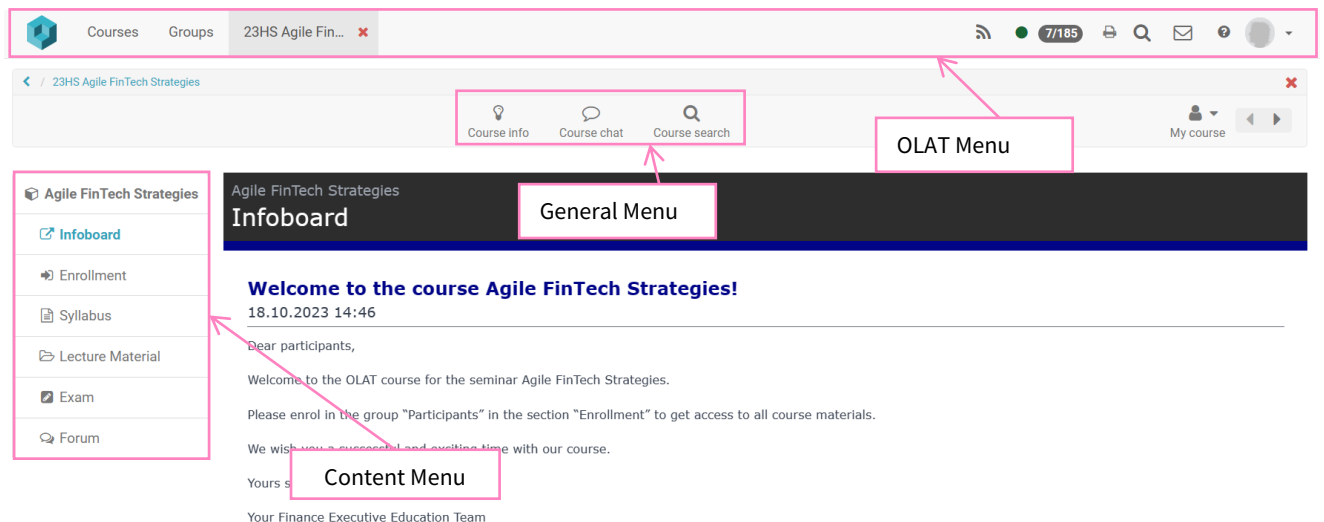 Courses Groups 23HS Agile Fin...
7/185
/ 23HS Agile FinTech Strategies
Course info Course chat Course search
My course
OLAT Menu
General Menu
Agile FinTech Strategies
Infoboard
Enrollment
Syllabus
Lecture Material
Exam
Forum
Agile FinTech Strategies
Infoboard
Welcome to the course Agile FinTech Strategies!
18.10.2023 14:46
Dear participants,
Welcome to the OLAT course for the seminar Agile FinTech Strategies.
Please enrol in the group “Participants” in the section “Enrollment” to get access to all course materials.
We wish you a successful and exciting time with our course.
Yours
Content Menu
Your Finance Executive Education Team